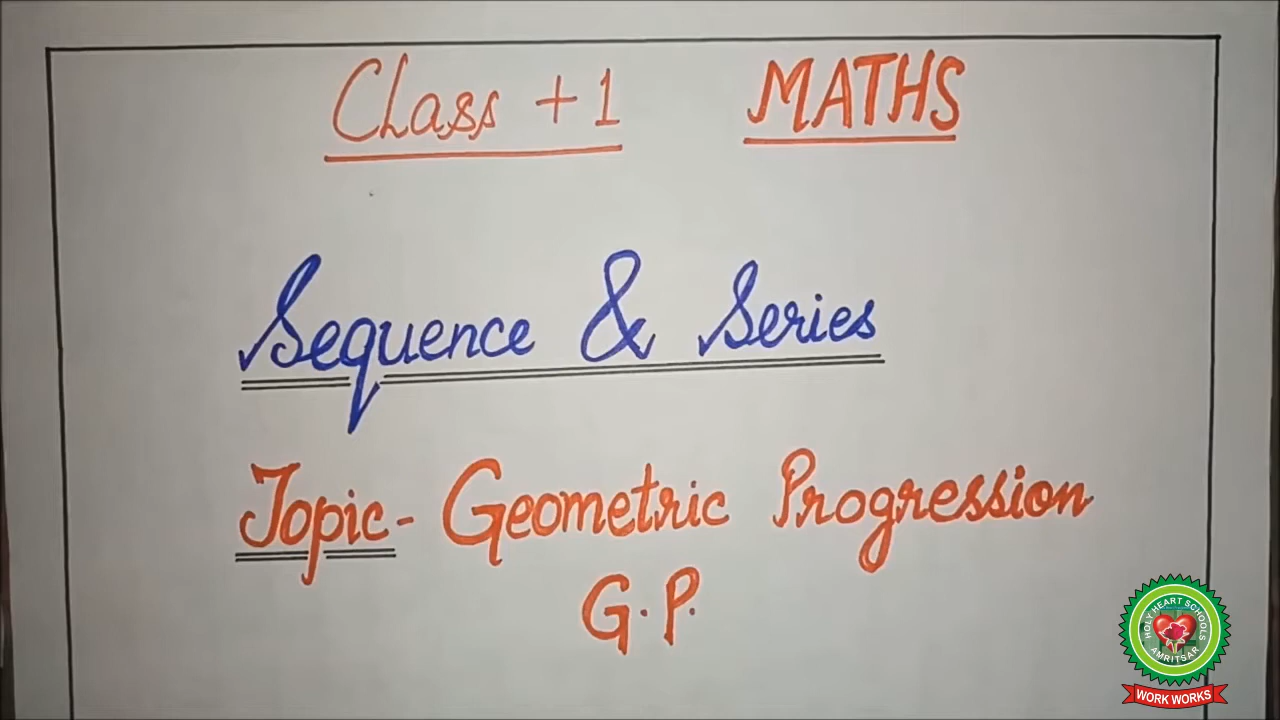 Class +1 MATHS
Sequence & Series
Topic- Geometric Progression
G.P.
HOLY HEART SCHOOLS
AMRITSAR
WORK WORKS